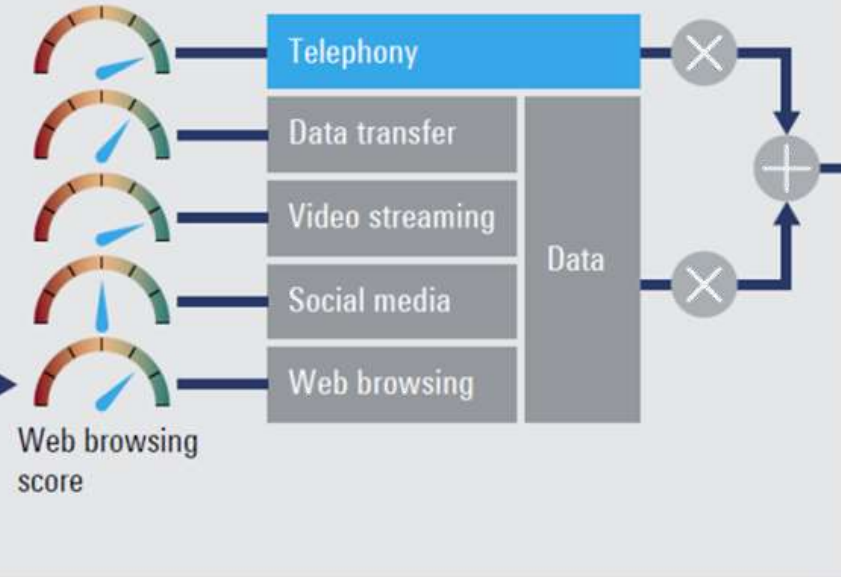 Telephony
Data transfer
Video streaming
Data
Social media
Web browsing
Web browsing
score